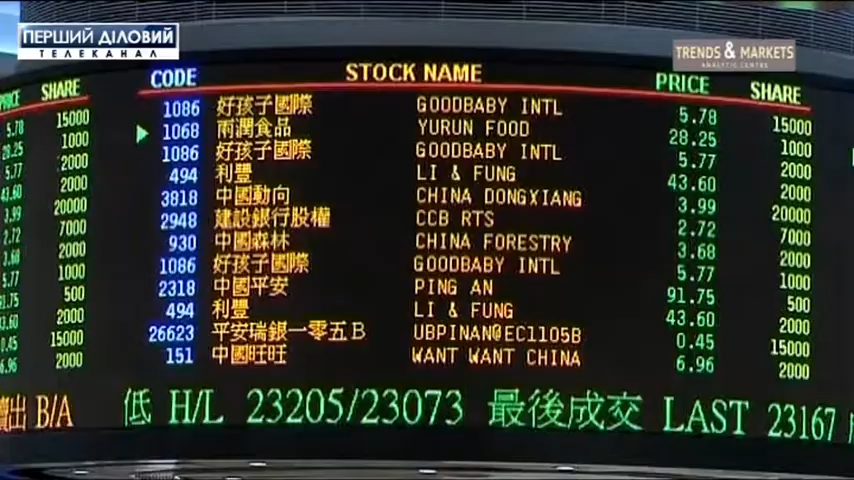 ПЕРШИЙ ДІЛОВИЙ
ТЕЛЕКАНАЛ
TRENDS & MARKETS
ANALYTIC CENTRE
PRICE SHARE CODE STOCK NAME PRICE SHARE
5.78 15000 1086 好孩子國際 GOODBABY INTL 5.78 15000
28.25 1000 1068 雨潤食品 YURUN FOOD 28.25 1000
5.77 2000 1086 好孩子國際 GOODBABY INTL 5.77 2000
43.60 2000 494 利豐 LI & FUNG 43.60 2000
3.99 20000 3818 中國動向 CHINA DONGXIANG 3.99 20000
2.72 7000 2948 建設銀行股權 CCB RTS 2.72 7000
3.68 2000 930 中國森林 CHINA FORESTRY 3.68 2000
5.77 1000 1086 好孩子國際 GOODBABY INTL 5.77 1000
91.75 500 2318 中國平安 PING AN 91.75 500
43.60 2000 494 利豐 LI & FUNG 43.60 2000
0.45 15000 26623 平安瑞銀一零五B UBPINAN@EC1105B 0.45 15000
6.96 2000 151 中國旺旺 WANT WANT CHINA 6.96 2000
出 B/A 低 H/L 23205/23073 最後成交 LAST 23167